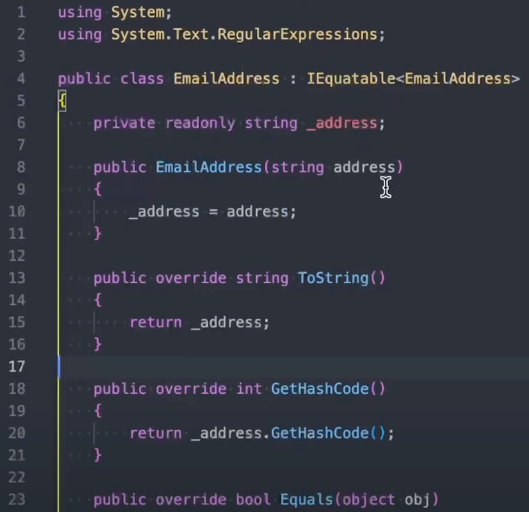 1 using System;
2 using System.Text.RegularExpressions;
3
4 public class EmailAddress : IEquatable<EmailAddress>
5 {
6 private readonly string _address;
7
8 public EmailAddress(string address)
9 {
10 _address = address;
11 }
12
13 public override string ToString()
14 {
15 return _address;
16 }
17
18 public override int GetHashCode()
19 {
20 return _address.GetHashCode();
21 }
22
23 public override bool Equals(object obj)